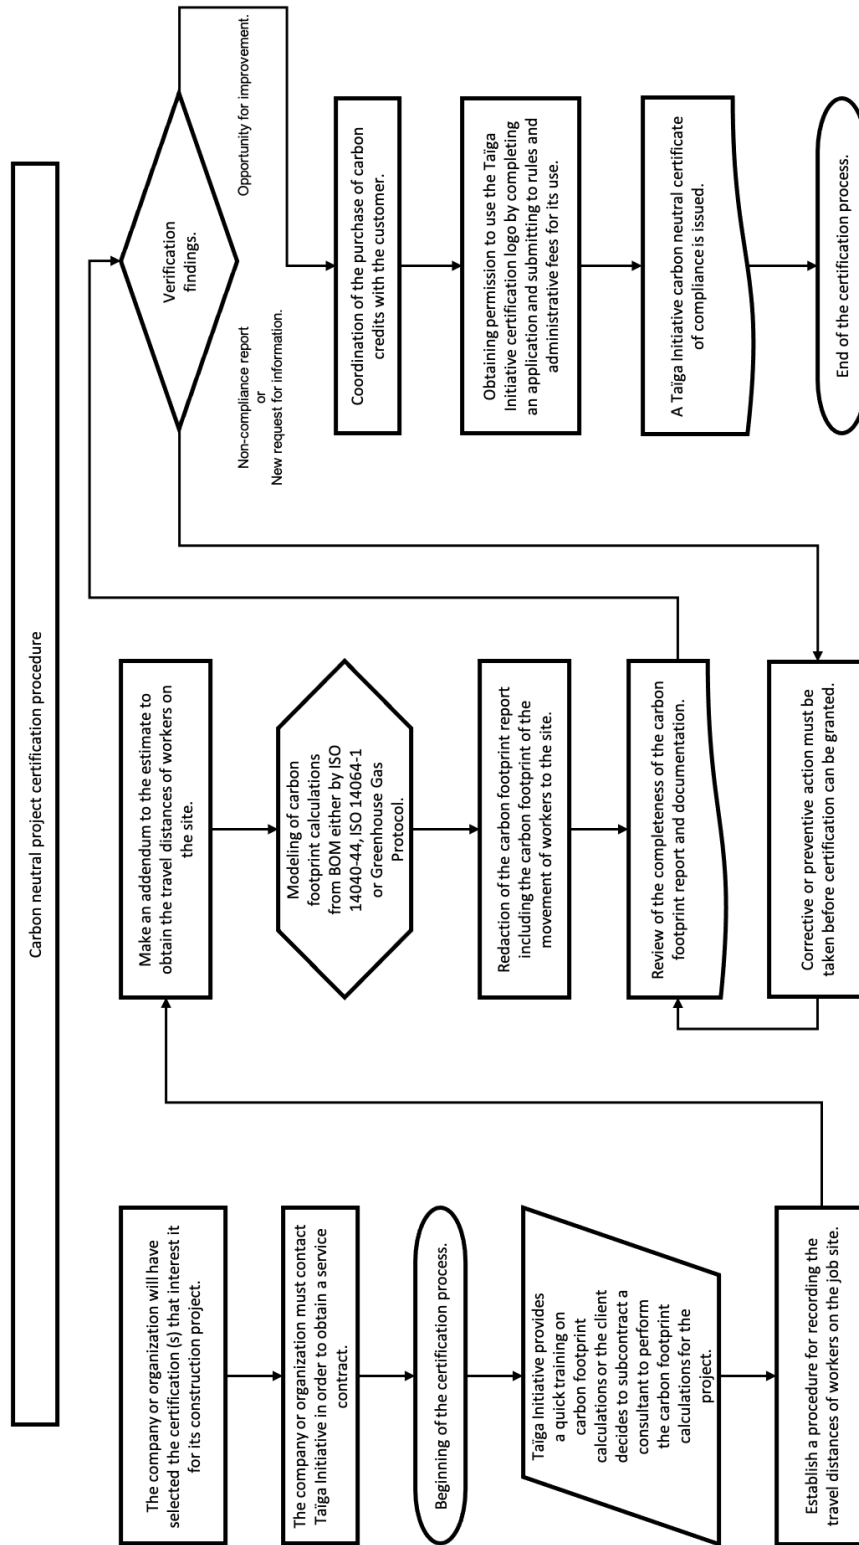 Carbon neutral project certification procedure
The company or organization will have
selected the certification (s) that interest it
for its construction project.
The company or organization must contact
Taïga Initiative in order to obtain a service
contract.
Beginning of the certification process.
Taïga Initiative provides
a quick training on
carbon footprint
calculations or the client
decides to subcontract a
consultant to perform
the carbon footprint
calculations for the
project.
Establish a procedure for recording the
travel distances of workers on the job site.
Make an addendum to the estimate to
obtain the travel distances of workers on
the site.
Modeling of carbon
footprint calculations
from BOM either by ISO
14040-44, ISO 14064-1
or Greenhouse Gas
Protocol.
Redaction of the carbon footprint report
including the carbon footprint of the
movement of workers to the site.
Review of the completeness of the carbon
footprint report and documentation.
Corrective or preventive action must be
taken before certification can be granted.
Verification
findings.
Non-compliance report
or
New request for information.
Opportunity for improvement.
Coordination of the purchase of carbon
credits with the customer.
Obtaining permission to use the Taïga
Initiative certification logo by completing
an application and submitting to rules and
administrative fees for its use.
A Taïga Initiative carbon neutral certificate
of compliance is issued.
End of the certification process.